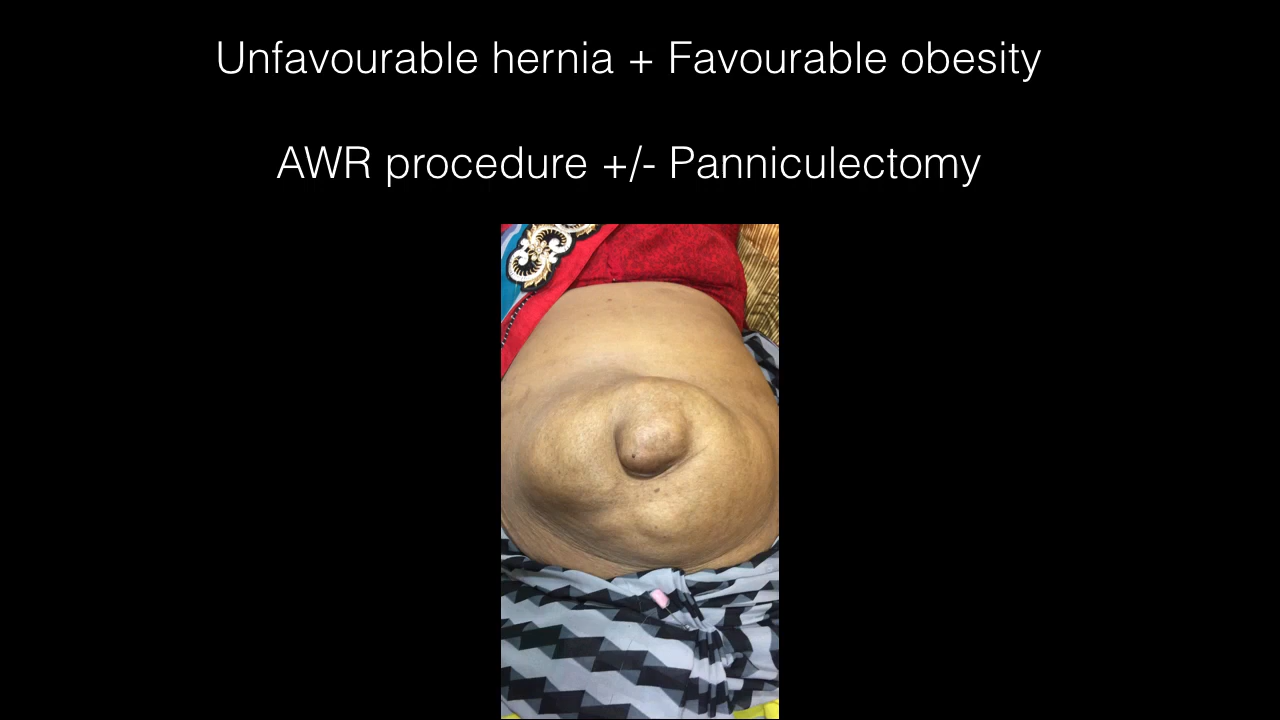 Unfavourable hernia + Favourable obesity
AWR procedure +/- Panniculectomy